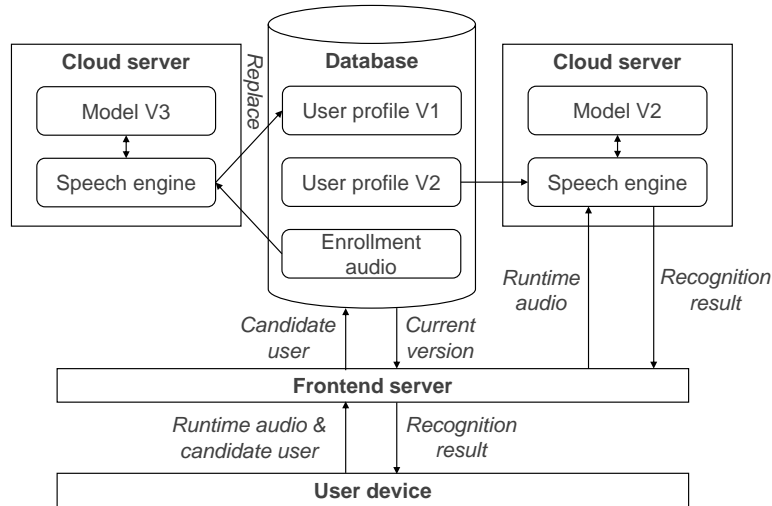 Cloud server
Model V3
Speech engine
Replace
Database
User profile V1
User profile V2
Enrollment
audio
Cloud server
Model V2
Speech engine
Candidate
user
Current
version
Runtime
audio
Recognition
result
Frontend server
Runtime audio &
candidate user
Recognition
result
User device